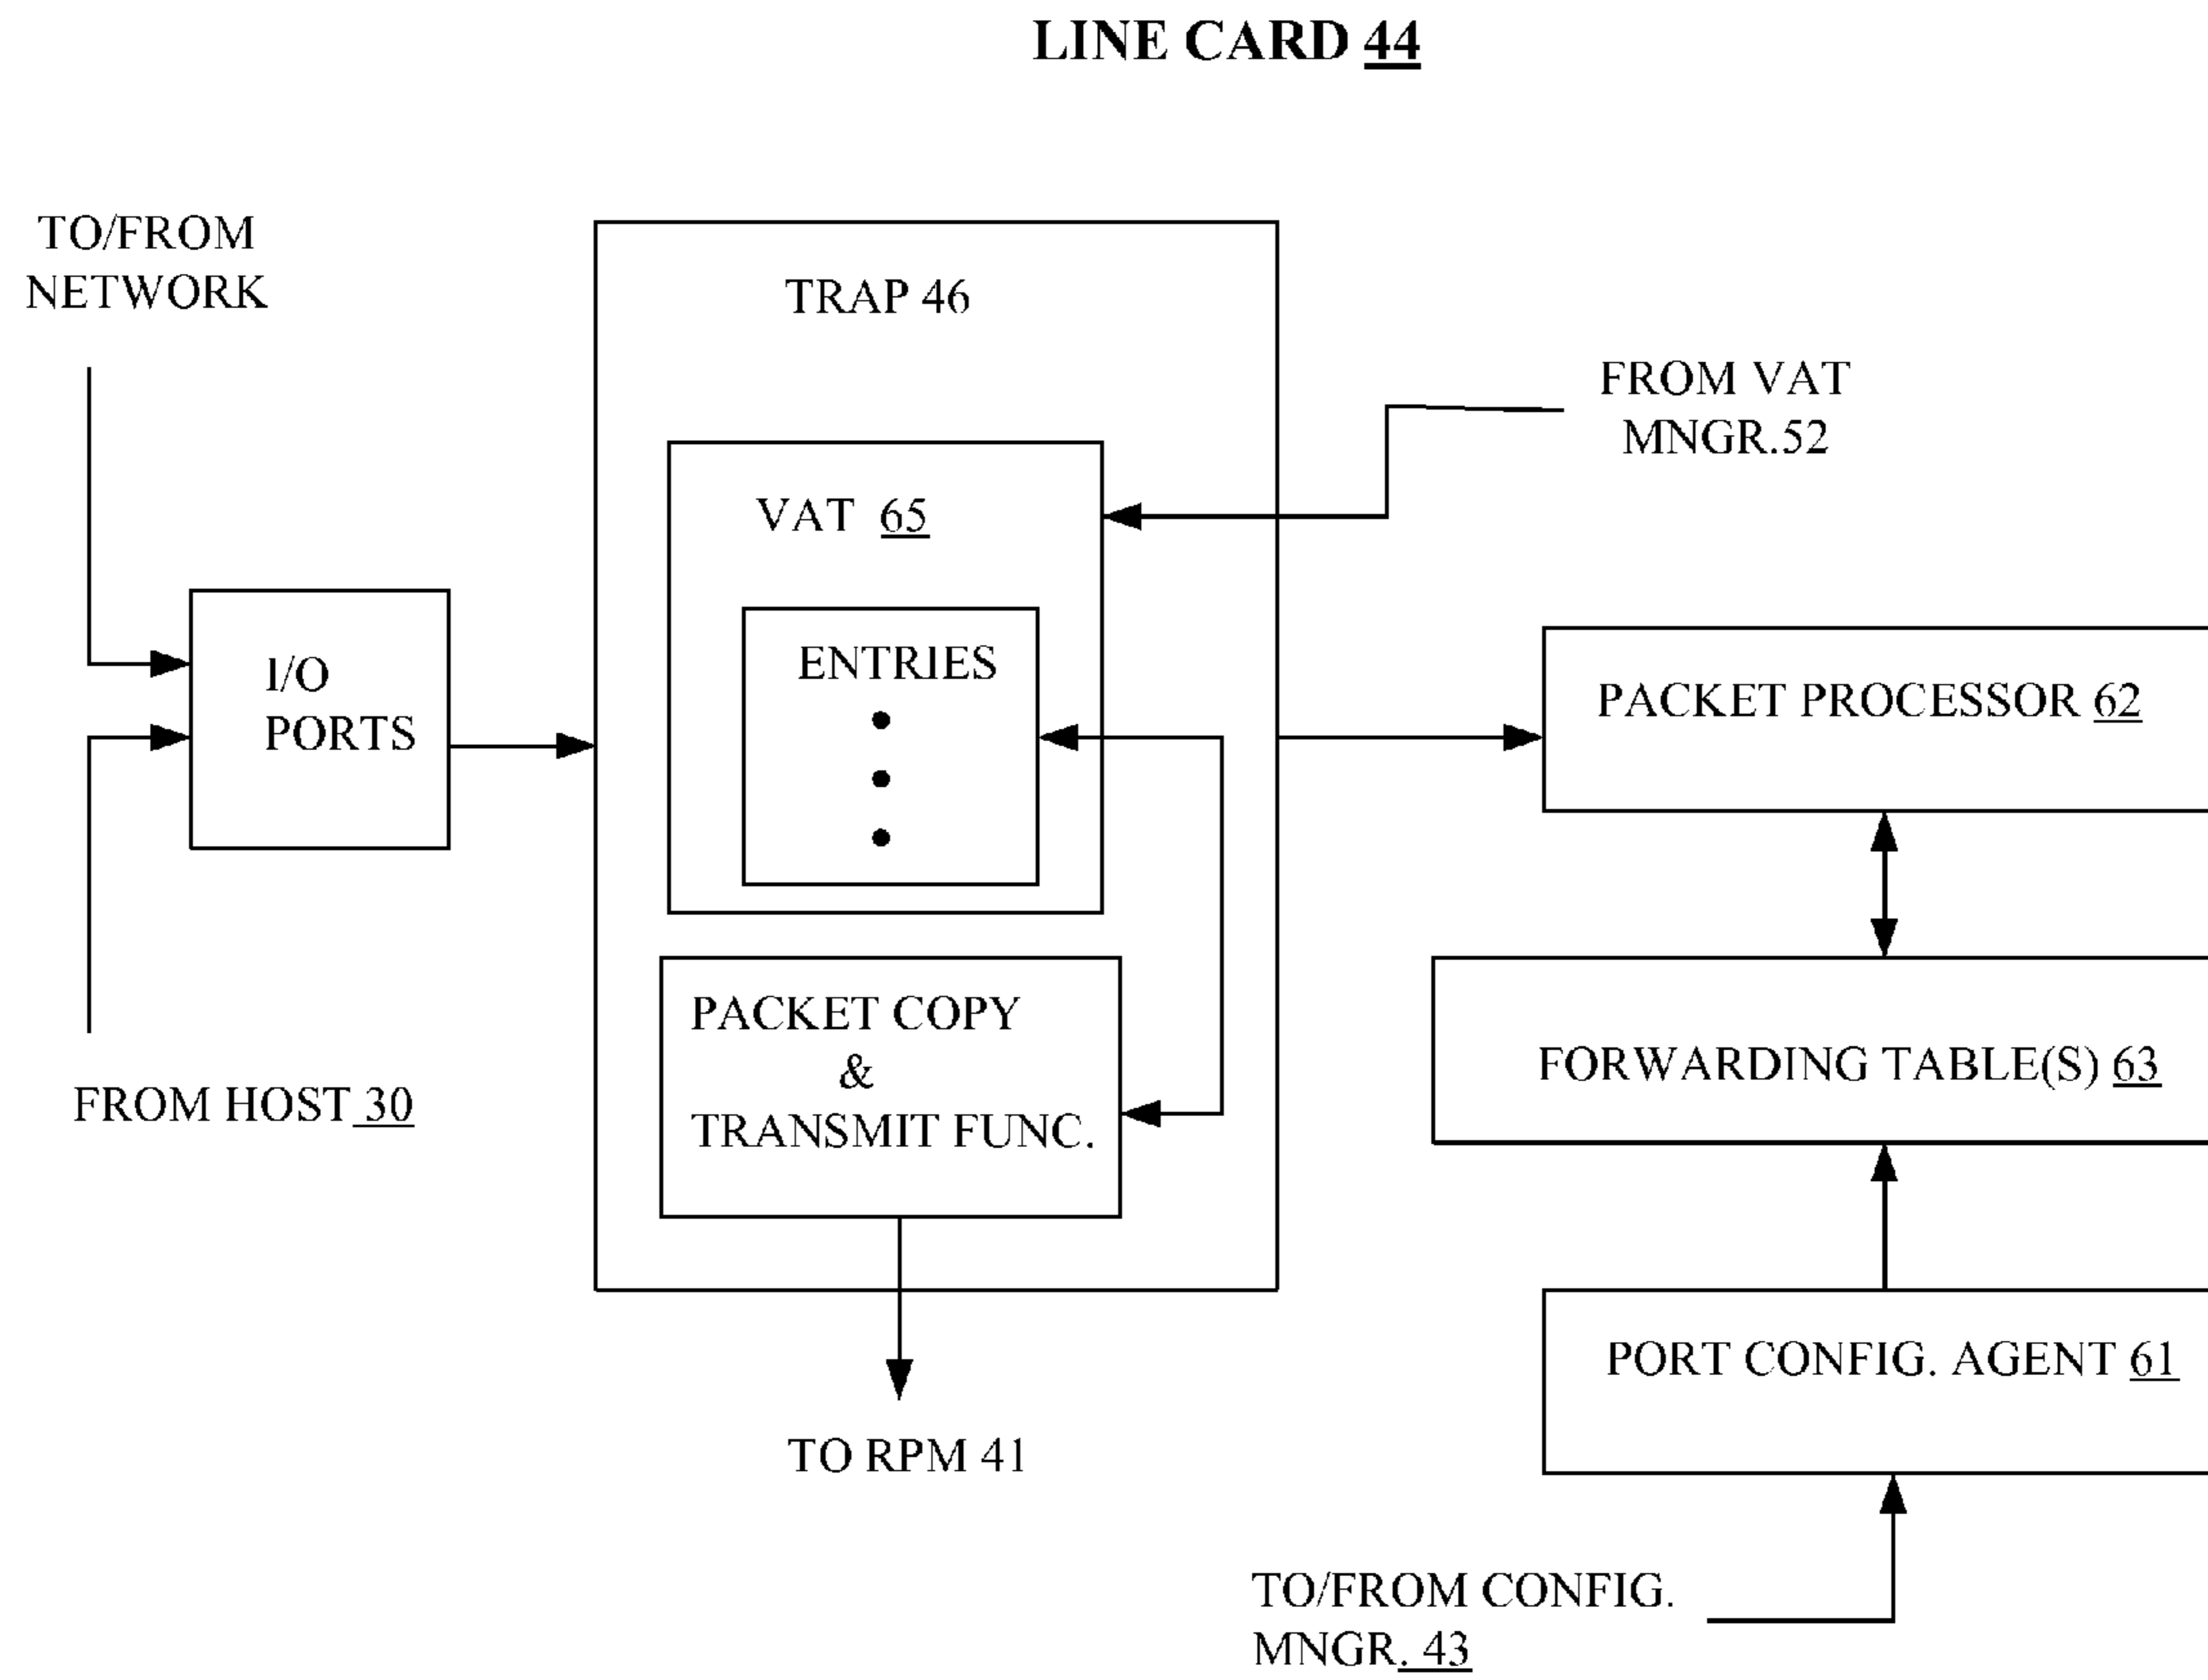 LINE CARD 44
TO/FROM
NETWORK
TRAP 46
FROM VAT
MNGR.52
VAT 65
I/O
PORTS
ENTRIES
PACKET PROCESSOR 62
PACKET COPY
&
TRANSMIT FUNC.
FORWARDING TABLE(S) 63
FROM HOST 30
PORT CONFIG. AGENT 61
TO RPM 41
TO/FROM CONFIG.
MNGR. 43